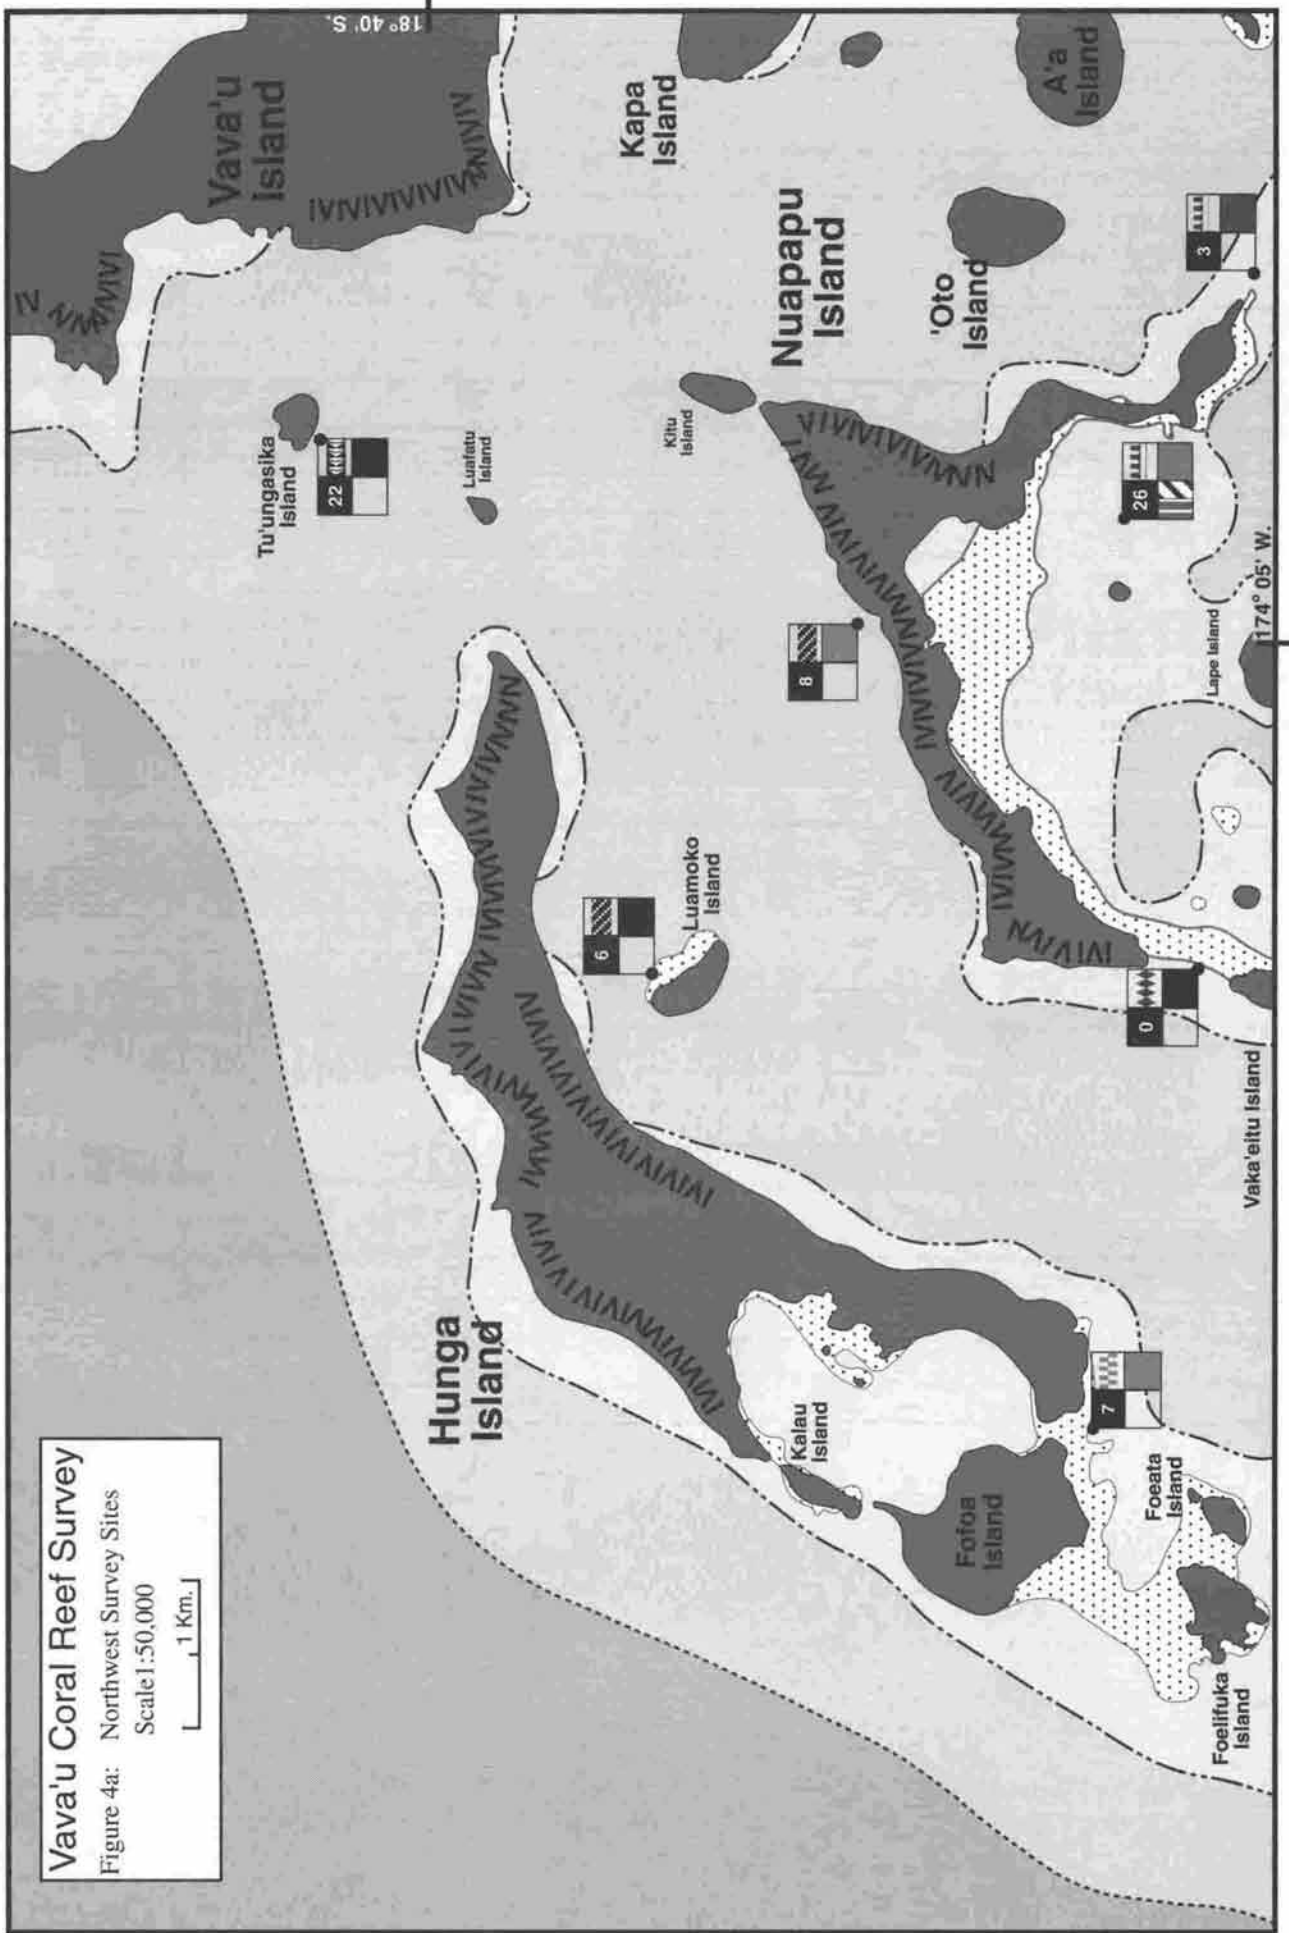 Vava'u Coral Reef Survey
Figure 4a: Northwest Survey Sites
Scale1:50,000
1 Km.
18° 40' S.
Vava'u
Island
Tu'ungasika
Island
22
Luafatu
Island
Kapa
Island
Kitu
Island
Nuapapu
Island
A'a
Island
'Oto
Island
3
Hunga
Island
6
Luamoko
Island
8
26
Kalau
Island
Fofoa
Island
7
Foeata
Island
Foelifuka
Island
0
Vaka'eitu Island
Lape Island
174° 05' W.